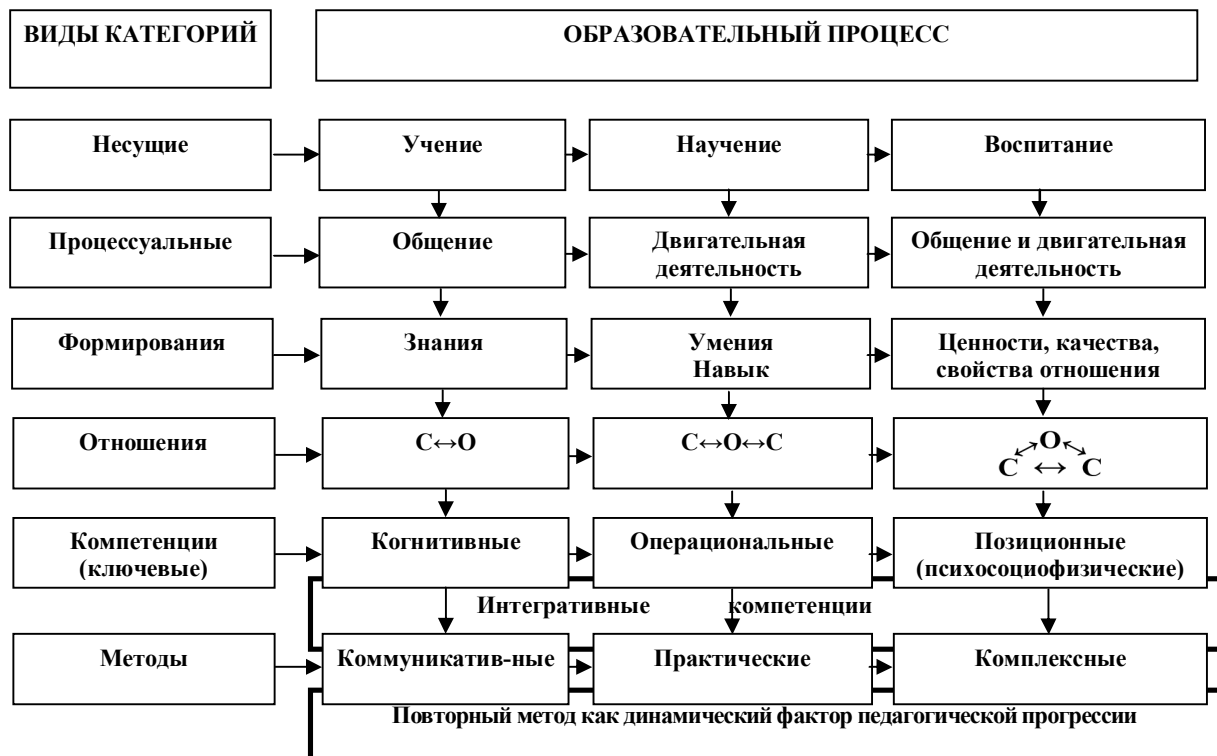 ВИДЫ КАТЕГОРИЙ
ОБРАЗОВАТЕЛЬНЫЙ ПРОЦЕСС
Несущие
Учение
Научение
Воспитание
Процессуальные
Общение
Двигательная
деятельность
Общение и двигательная
деятельность
Формирования
Знания
Умения
Навык
Ценности, качества,
свойства отношения
Отношения
С↔О
С↔О↔С
О
С ↔ С
Компетенции
(ключевые)
Когнитивные
Операциональные
Позиционные
(психосоциофизические)
Интегративные компетенции
Методы
Коммуникатив-ные
Практические
Комплексные
Повторный метод как динамический фактор педагогической прогрессии